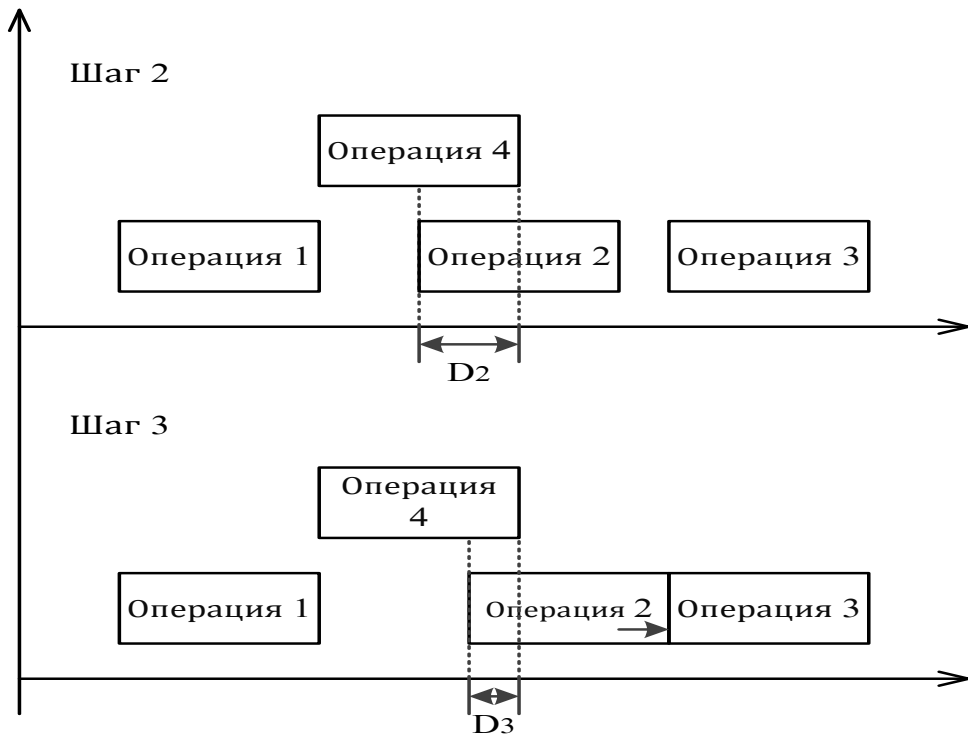 Шаг 2
Операция 4
Операция 1
Операция 2
Операция 3
D2
Шаг 3
Операция
4
Операция 1
Операция 2
Операция 3
D3